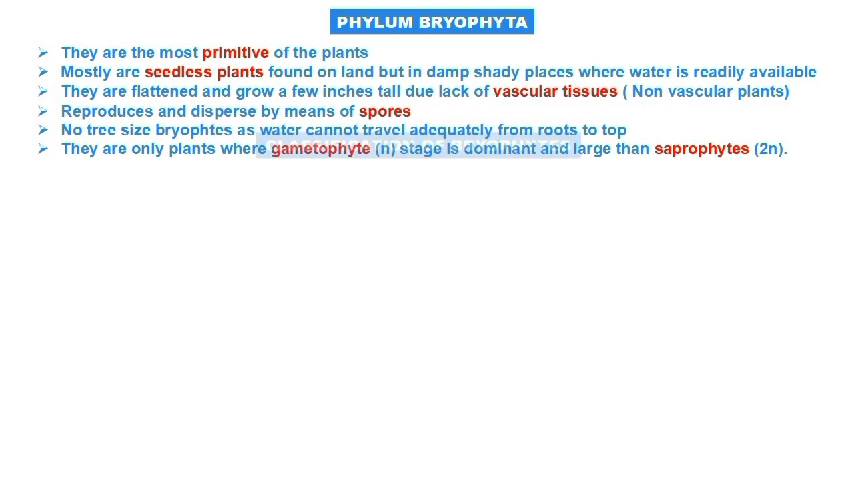 PHYLUM BRYOPHYTA
➢ They are the most primitive of the plants
➢ Mostly are seedless plants found on land but in damp shady places where water is readily available
➢ They are flattened and grow a few inches tall due lack of vascular tissues ( Non vascular plants)
➢ Reproduces and disperse by means of spores
➢ No tree size bryophtes as water cannot travel adequately from roots to top
CLASSIFICATION OF BRYOPHYTES
➢ They are only plants where gametophyte (n) stage is dominant and large than saprophytes (2n).